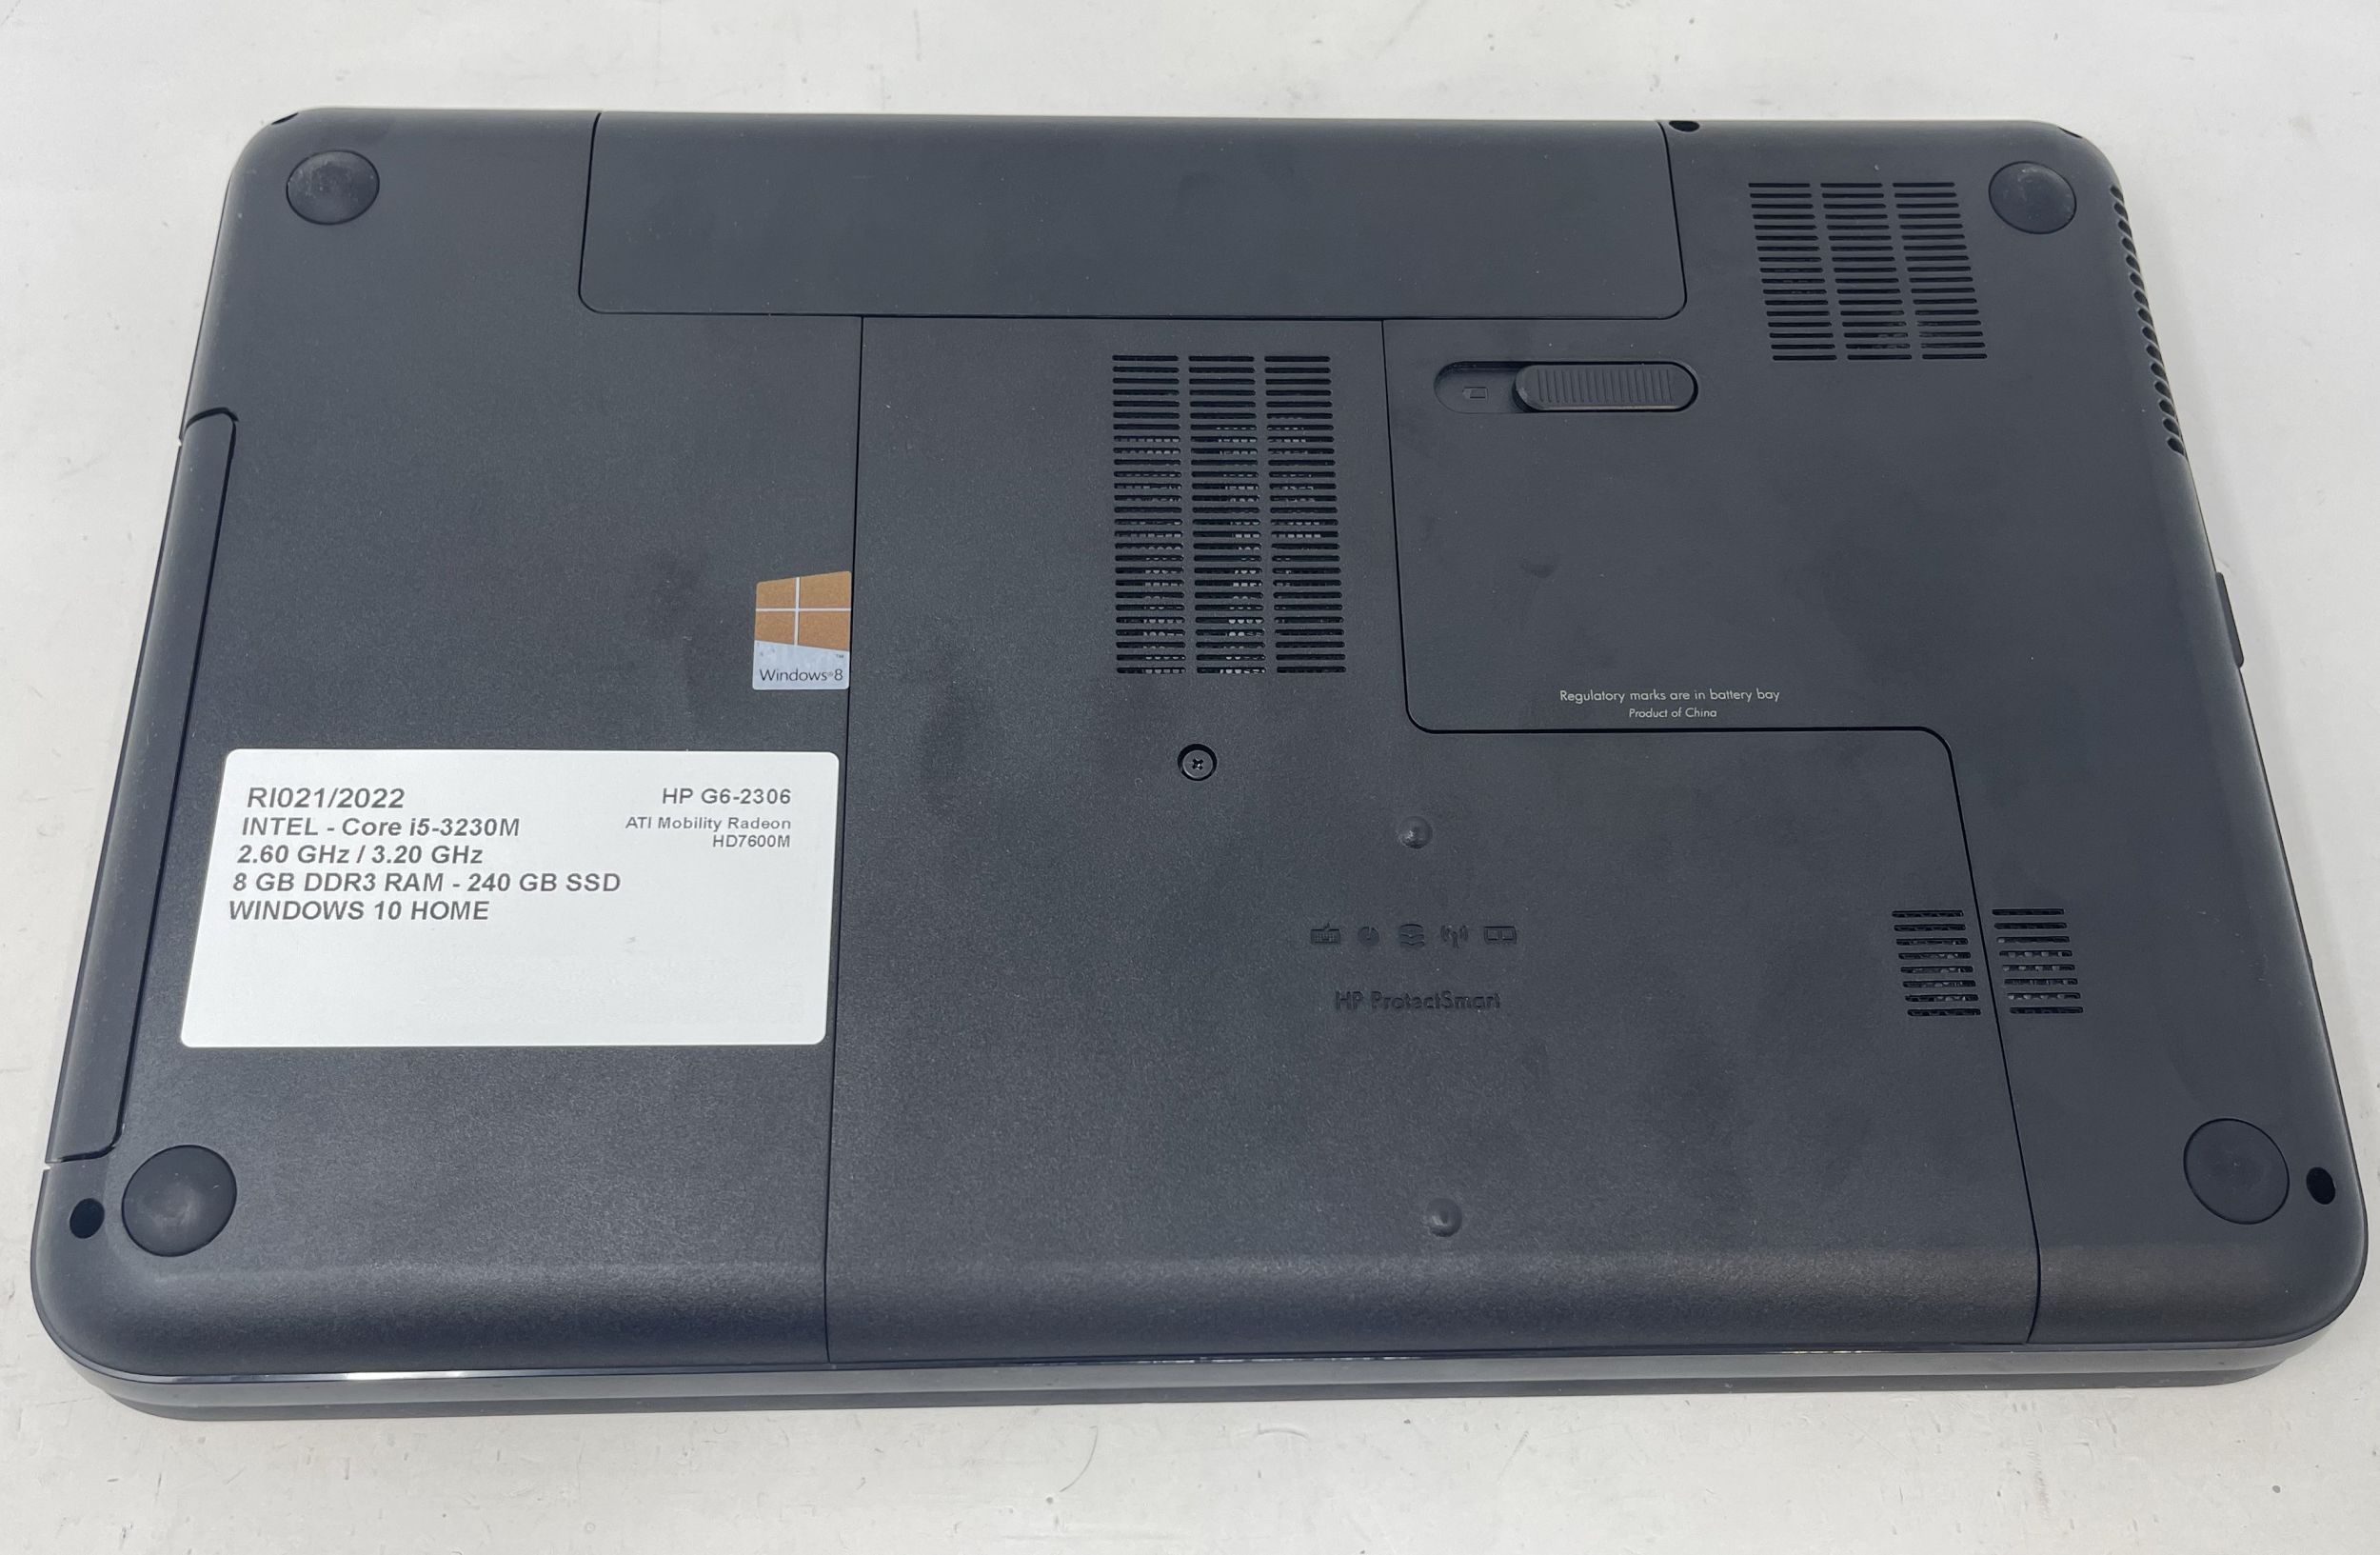 Windows 8
RI021/2022
INTEL - Core i5-3230M
2.60 GHz / 3.20 GHz
8 GB DDR3 RAM - 240 GB SSD
WINDOWS 10 HOME
HP G6-2306
ATI Mobility Radeon
HD7600M
Regulatory marks are in battery bay
Product of China
HP ProtectSmart